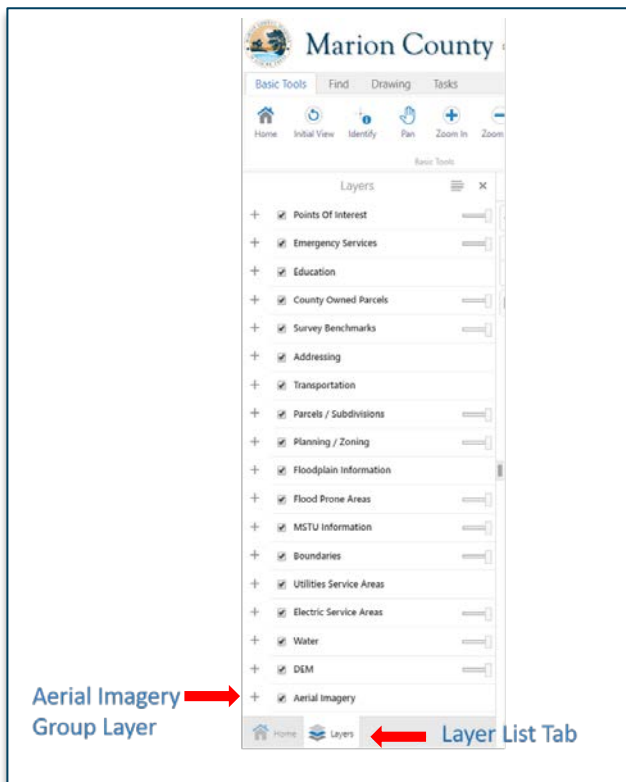 Marion County
Basic Tools Find Drawing Tasks
Home Initial View Identify Pan Zoom In Zoom
Basic Tools
Layers
Points Of Interest
Emergency Services
Education
County Owned Parcels
Survey Benchmarks
Addressing
Transportation
Parcels / Subdivisions
Planning / Zoning
Floodplain Information
Flood Prone Areas
MSTU Information
Boundaries
Utilities Service Areas
Electric Service Areas
Water
DEM
Aerial Imagery
Aerial Imagery
Group Layer
Home Layers
Layer List Tab